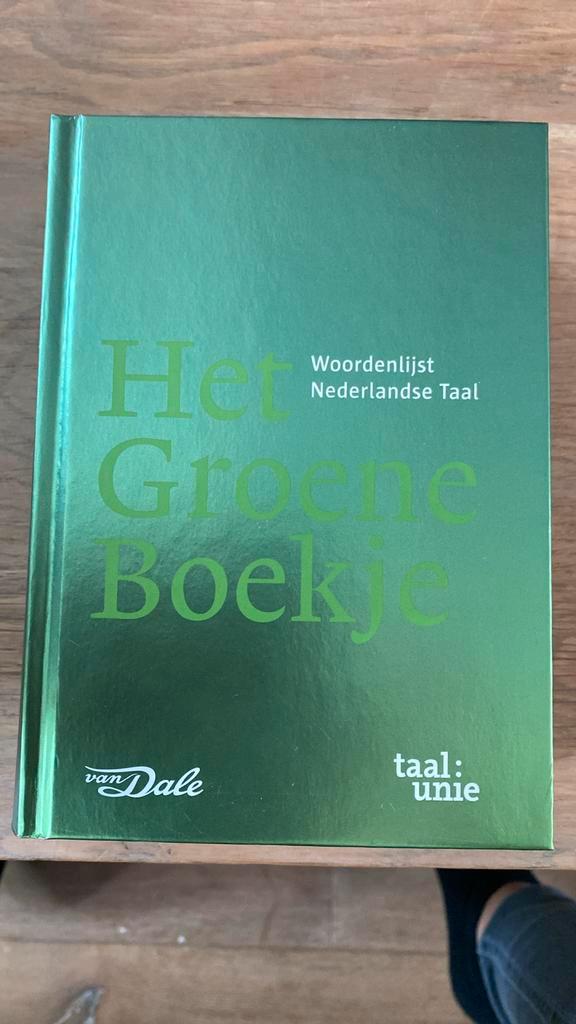 Het
Woordenlijst
Nederlandse Taal
Groene
Boekje
van Dale
taal:
unie